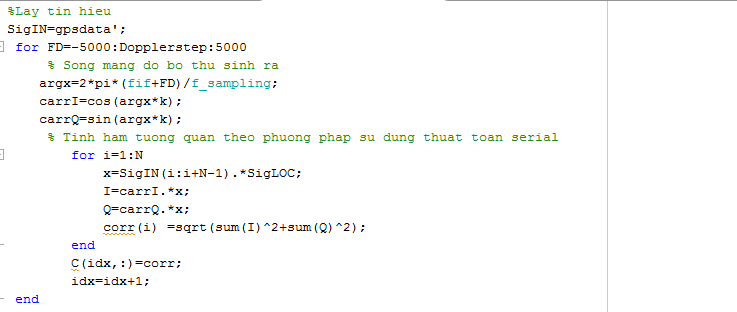 %Lay tin hieu
SigIN=gpsdata';
for FD=-5000:Dopplerstep:5000
% Song mang do bo thu sinh ra
argx=2*pi*(fif+FD)/f_sampling;
carrI=cos(argx*k);
carrQ=sin(argx*k);
% Tinh ham tuong quan theo phuong phap su dung thuat toan serial
for i=1:N
x=SigIN(i:i+N-1).*SigLOC;
I=carrI.*x;
Q=carrQ.*x;
corr(i) =sqrt(sum(I)^2+sum(Q)^2);
end
C(idx,:)=corr;
idx=idx+1;
end